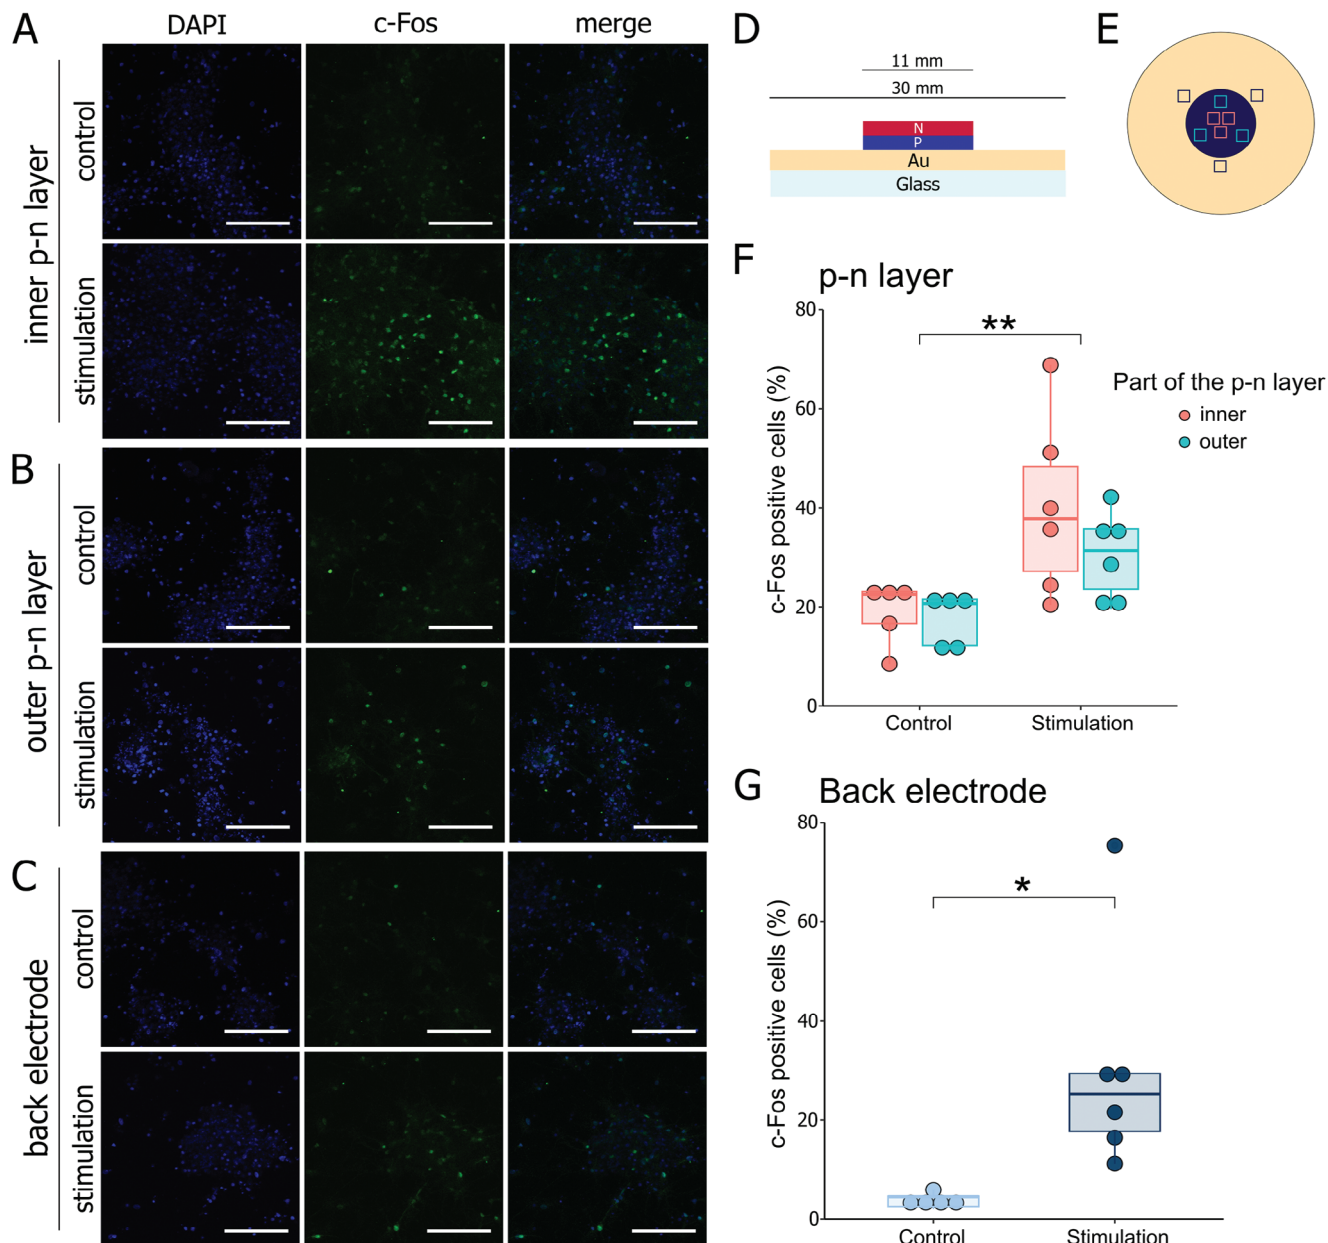 A
DAPI
c-Fos
merge
inner p-n layer
control
stimulation
B
outer p-n layer
control
stimulation
C
back electrode
control
stimulation
D
11 mm
30 mm
N
P
Au
Glass
E
F
p-n layer
**
c-Fos positive cells (%)
80
60
40
20
0
Control
Stimulation
Part of the p-n layer
inner
outer
G
Back electrode
*
c-Fos positive cells (%)
80
60
40
20
0
Control
Stimulation